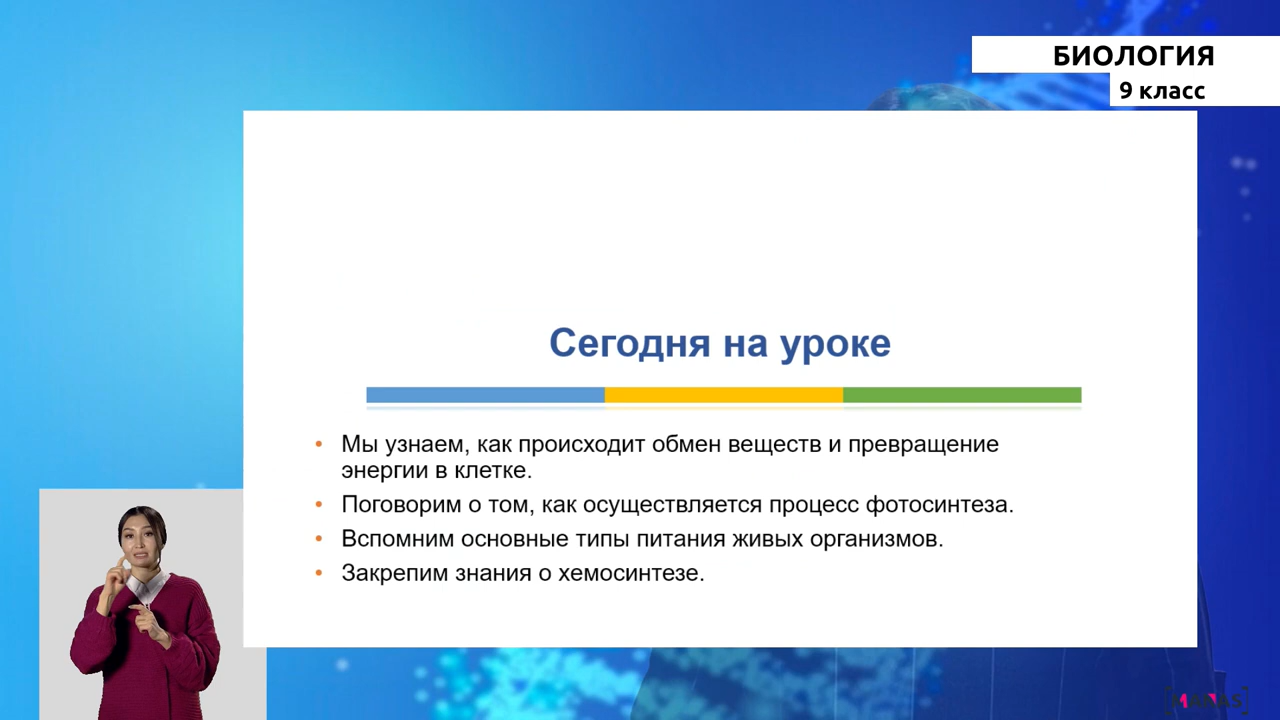 БИОЛОГИЯ
9 класс
Сегодня на уроке
• Мы узнаем, как происходит обмен веществ и превращение
энергии в клетке.
• Поговорим о том, как осуществляется процесс фотосинтеза.
• Вспомним основные типы питания живых организмов.
• Закрепим знания о хемосинтезе.